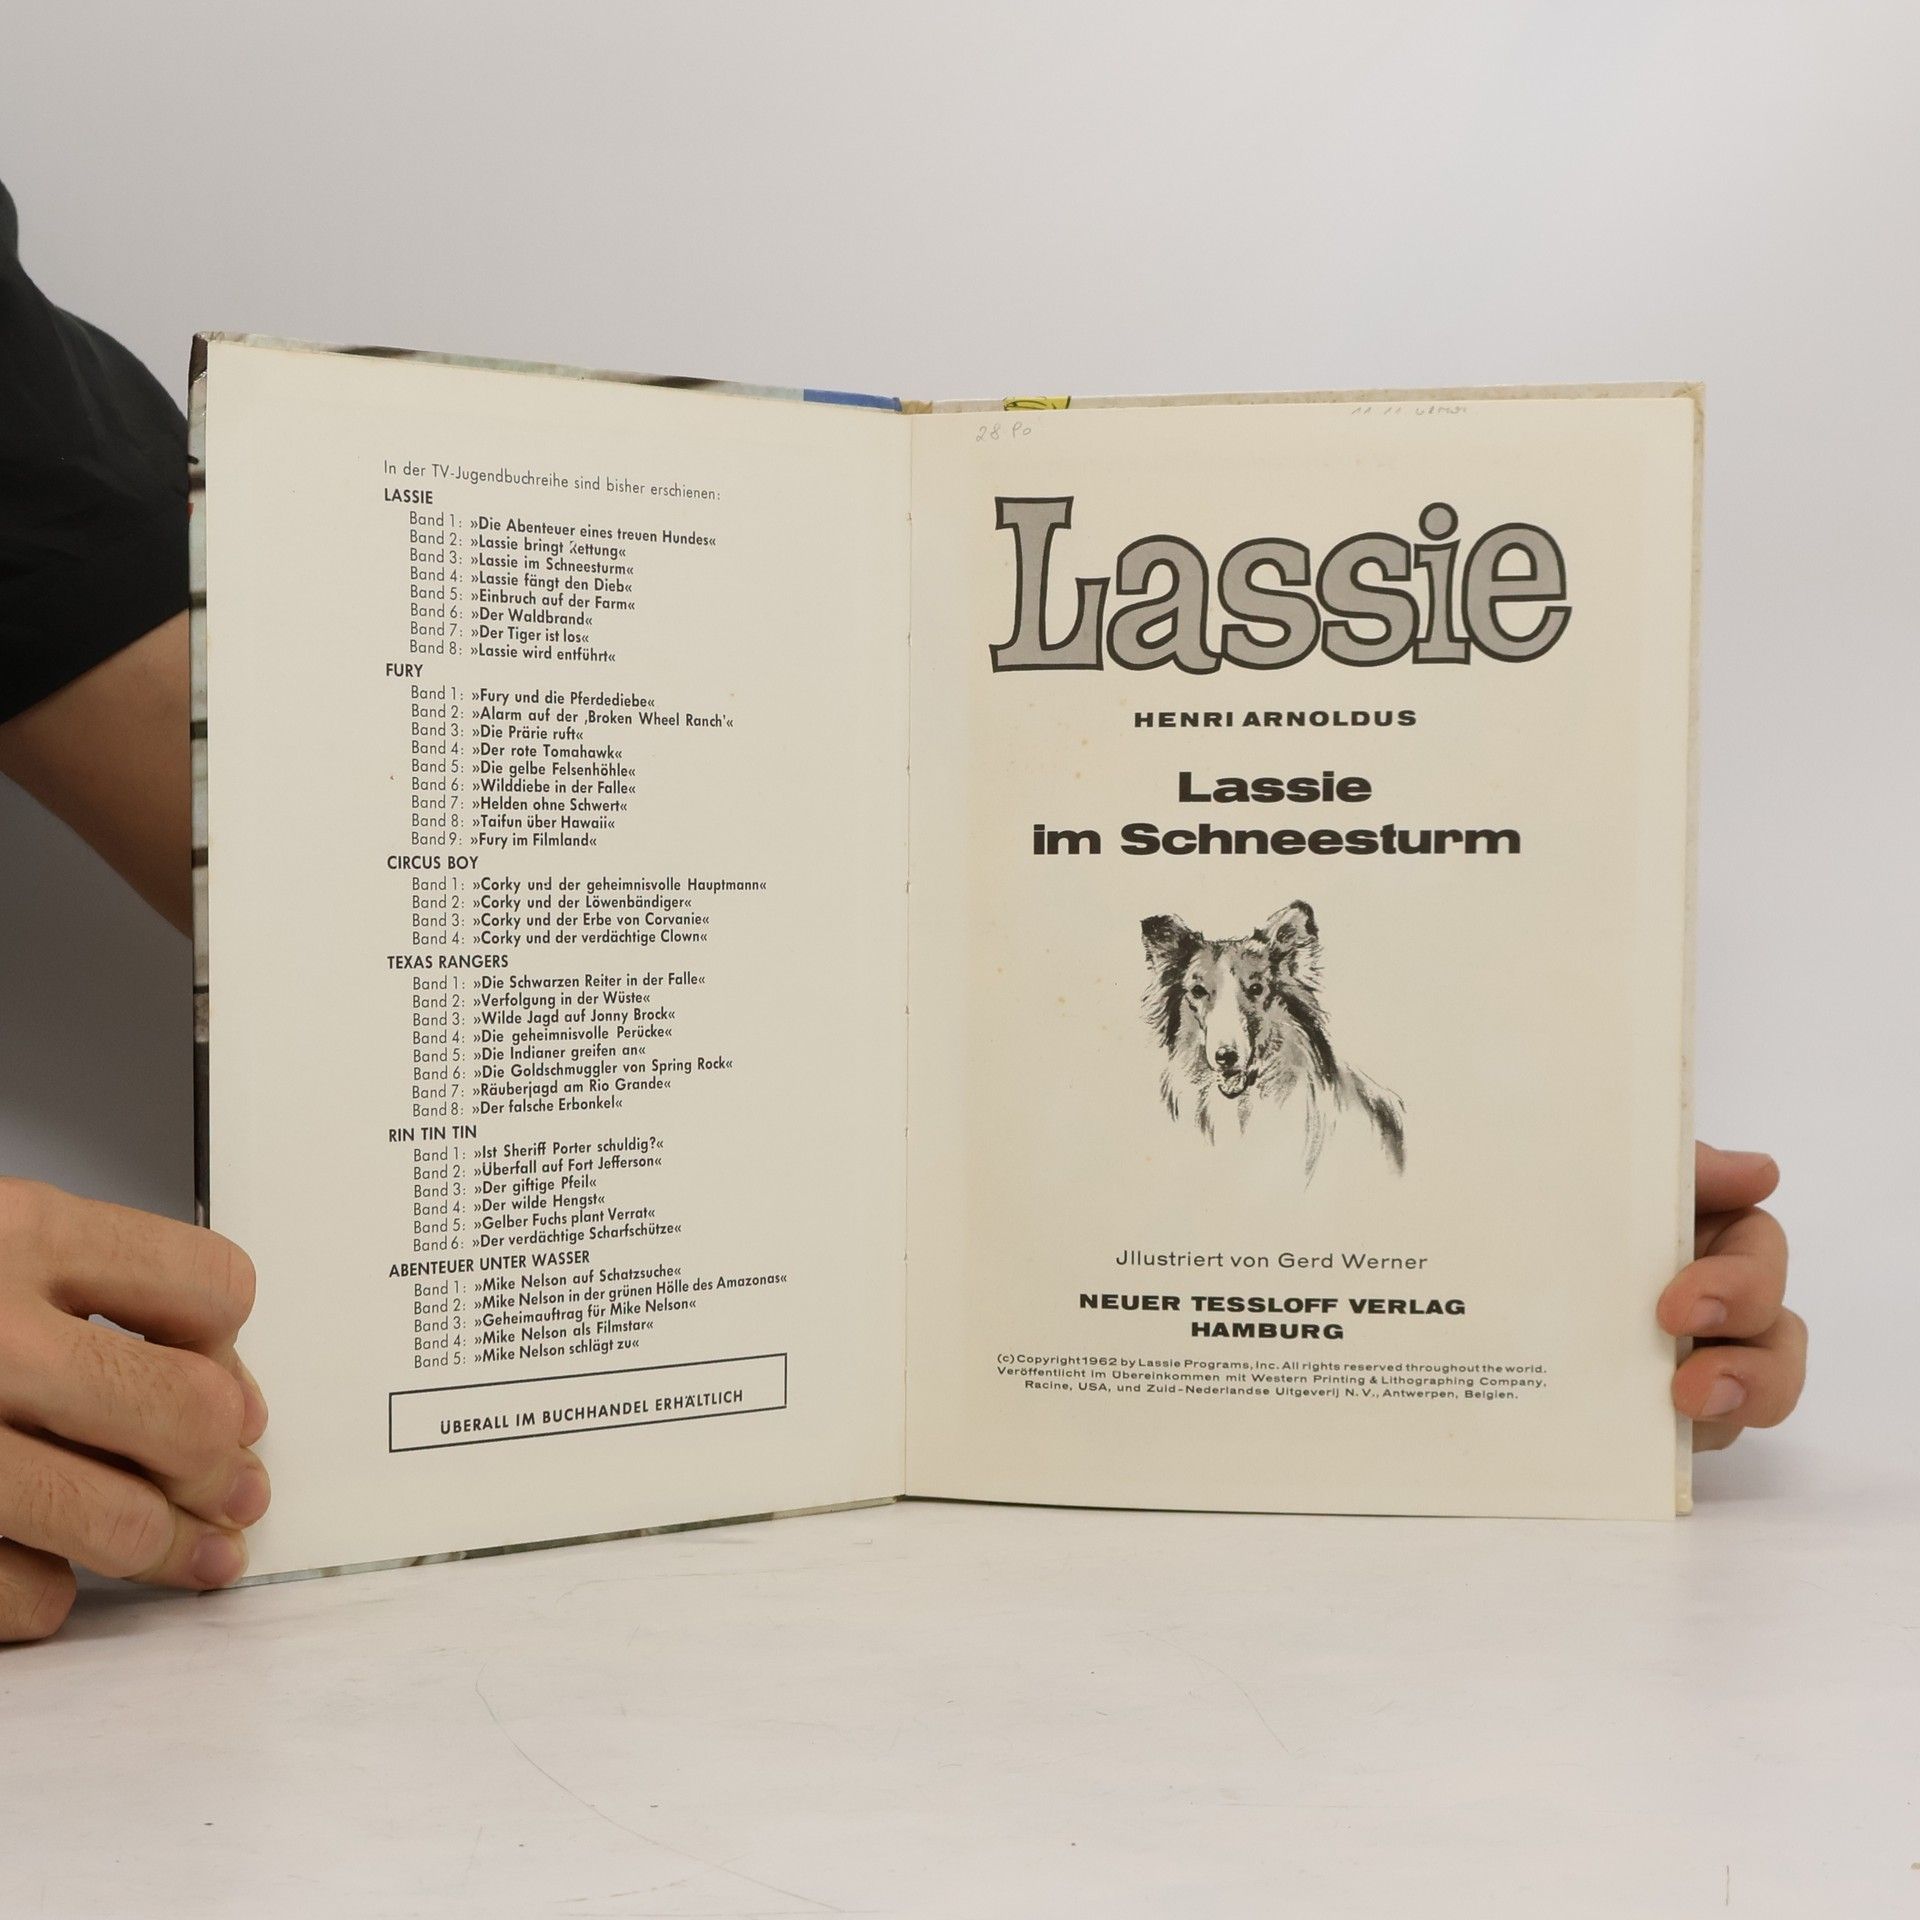 In der TV-Jugendbuchreihe sind bisher erschienen:
LASSIE
Band 1: »Die Abenteuer eines treuen Hundes«
Band 2: »Lassie bringt Rettung«
Band 3: »Lassie im Schneesturm«
Band 4: »Lassie fängt den Dieb«
Band 5: »Einbruch auf der Farm«
Band 6: »Der Waldbrand«
Band 7: »Der Tiger ist los«
Band 8: »Lassie wird entführt«
FURY
Band 1: »Fury und die Pferdediebe«
Band 2: »Alarm auf der ‚Broken Wheel Ranch'«
Band 3: »Die Prärie ruft«
Band 4: »Der rote Tomahawk«
Band 5: »Die gelbe Felsenhöhle«
Band 6: »Wilddiebe in der Falle«
Band 7: »Helden ohne Schwert«
Band 8: »Taifun über Hawaii«
Band 9: »Fury im Filmland«
CIRCUS BOY
Band 1: »Corky und der geheimnisvolle Hauptmann«
Band 2: »Corky und der Löwenbändiger«
Band 3: »Corky und der Erbe von Corvanie«
Band 4: »Corky und der verdächtige Clown«
TEXAS RANGERS
Band 1: »Die Schwarzen Reiter in der Falle«
Band 2: »Verfolgung in der Wüste«
Band 3: »Wilde Jagd auf Jonny Brock«
Band 4: »Die geheimnisvolle Perücke«
Band 5: »Die Indianer greifen an«
Band 6: »Die Goldschmuggler von Spring Rock«
Band 7: »Räuberjagd am Rio Grande«
Band 8: »Der falsche Erbonkel«
RIN TIN TIN
Band 1: »Ist Sheriff Porter schuldig?«
Band 2: »Überfall auf Fort Jefferson«
Band 3: »Der giftige Pfeil«
Band 4: »Der wilde Hengst«
Band 5: »Gelber Fuchs plant Verrat«
Band 6: »Der verdächtige Scharfschütze«
ABENTEUER UNTER WASSER
Band 1: »Mike Nelson auf Schatzsuche«
Band 2: »Mike Nelson in der grünen Hölle des Amazonas«
Band 3: »Geheimauftrag für Mike Nelson«
Band 4: »Mike Nelson als Filmstar«
Band 5: »Mike Nelson schlägt zu«
ÜBERALL IM BUCHHANDEL ERHÄLTLICH
28
Lassie
HENRI ARNOLDUS
Lassie
im Schneesturm
Jllustriert von Gerd Werner
NEUER TESSLOFF VERLAG
HAMBURG
(c) Copyright 1962 by Lassie Programs, Inc. All rights reserved throughout the world.
Veröffentlicht im Übereinkommen mit Western Printing & Lithographing Company,
Racine, USA, und Zuid-Nederlandse Uitgeverij N. V., Antwerpen, Belgien.